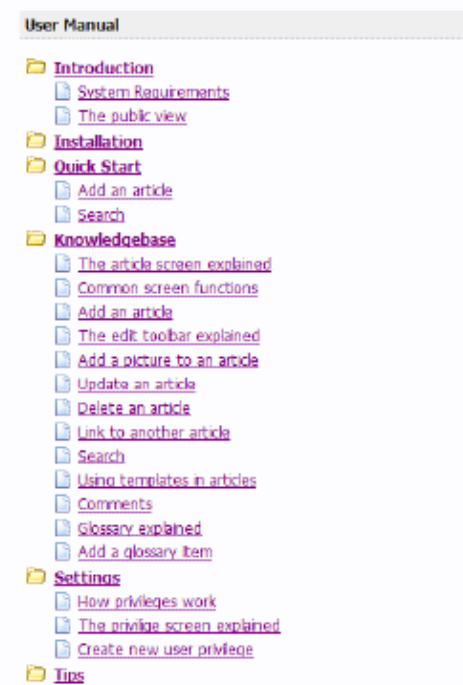 User Manual
Introduction
System Requirements
The public view
Installation
Quick Start
Add an article
Search
Knowledgebase
The article screen explained
Common screen functions
Add an article
The edit toolbar explained
Add a picture to an article
Update an article
Delete an article
Link to another article
Search
Using templates in articles
Comments
Glossary explained
Add a glossary item
Settings
How privileges work
The privilige screen explained
Create new user privilege
Tips